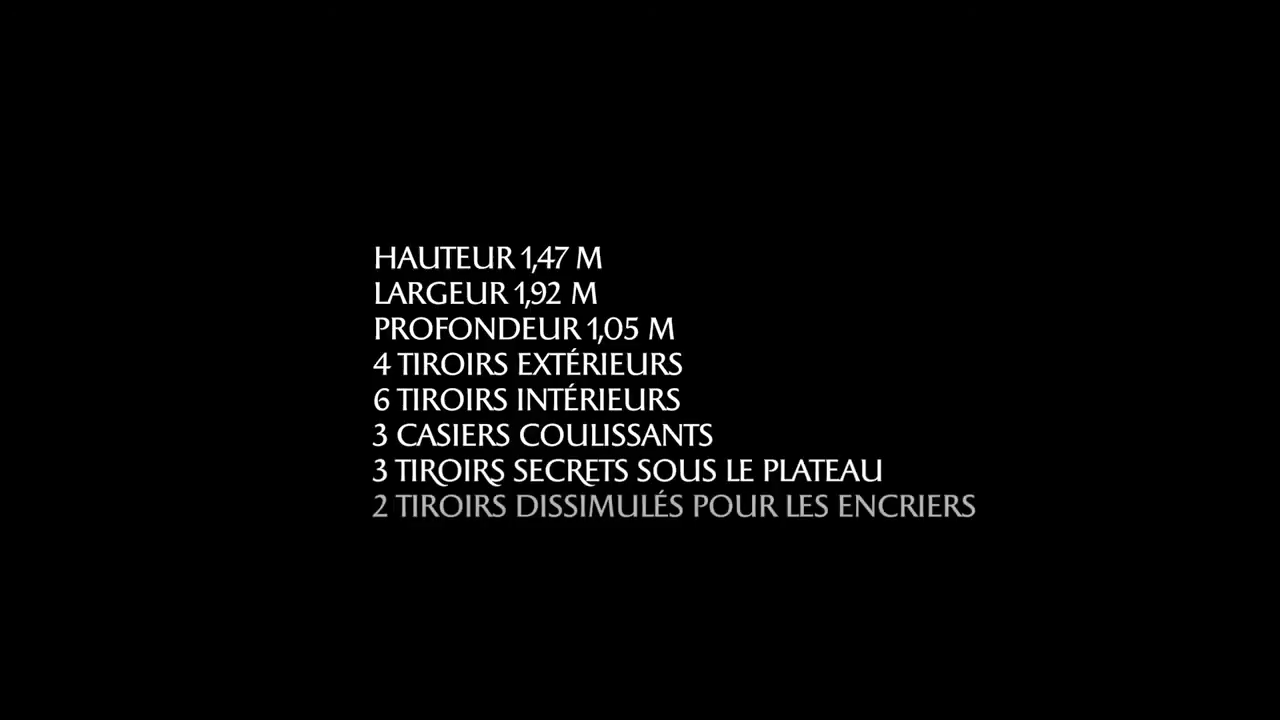 HAUTEUR 1,47 M
LARGEUR 1,92 M
PROFONDEUR 1,05 M
4 TIROIRS EXTÉRIEURS
6 TIROIRS INTÉRIEURS
3 CASIERS COULISSANTS
3 TIROIRS SECRETS SOUS LE PLATEAU
2 TIROIRS DISSIMULÉS POUR LES ENCRIERS